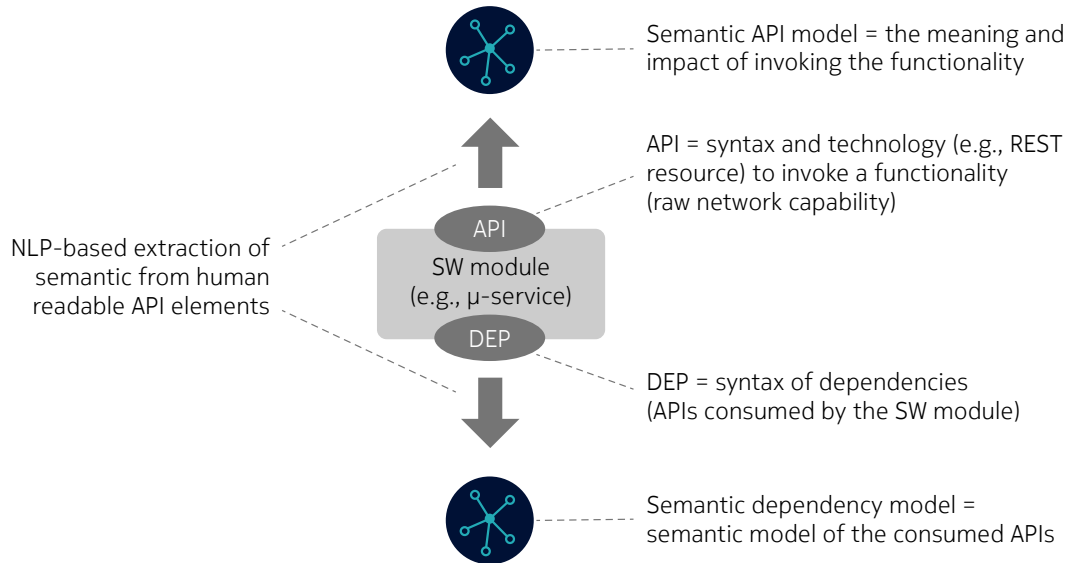 Semantic API model = the meaning and
impact of invoking the functionality
API = syntax and technology (e.g., REST
resource) to invoke a functionality
(raw network capability)
API
NLP-based extraction of
semantic from human
readable API elements
SW module
(e.g., μ-service)
DEP
DEP = syntax of dependencies
(APIs consumed by the SW module)
Semantic dependency model =
semantic model of the consumed APIs